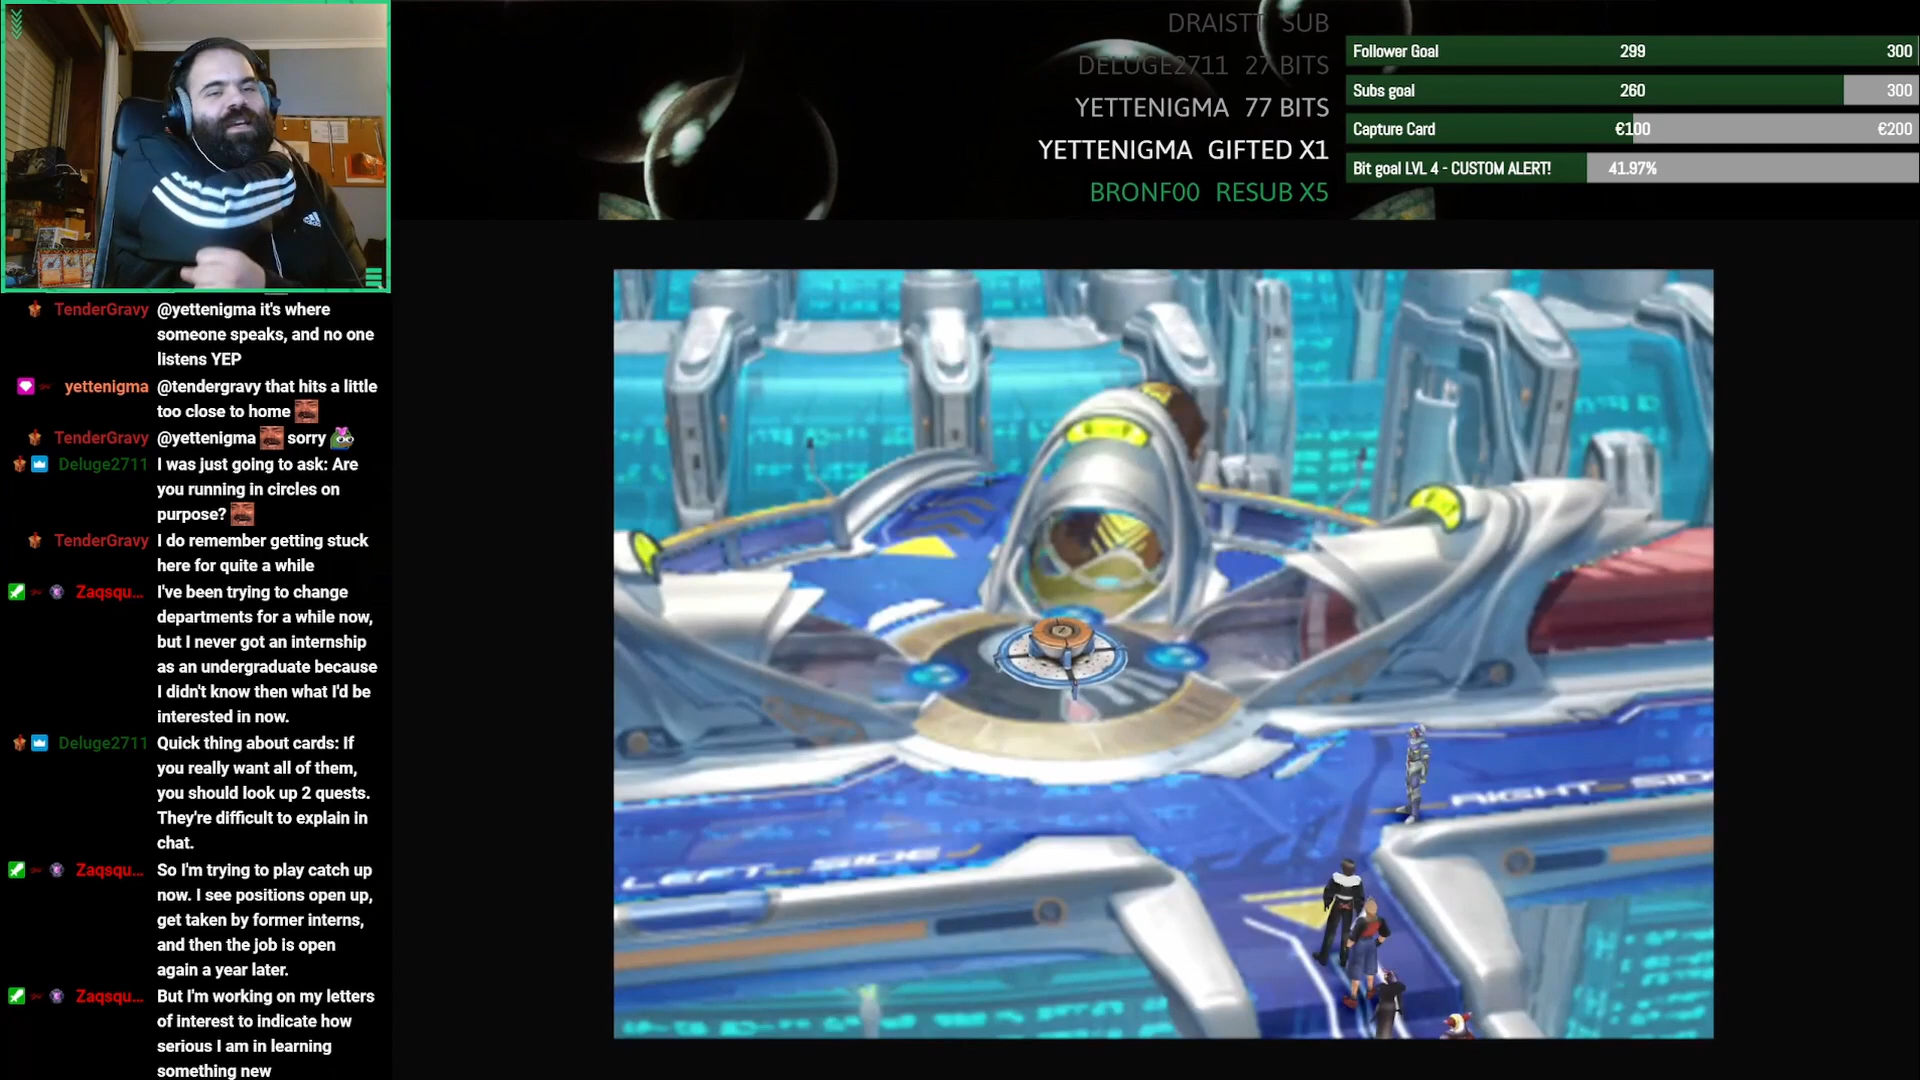 DRAISTT SUB
DELUGE2711 27 BITS
YETTENIGMA 77 BITS
YETTENIGMA GIFTED X1
BRONF00 RESUB X5
Follower Goal 299 300
Subs goal 260 300
Capture Card €100 €200
Bit goal LVL 4 - CUSTOM ALERT! 41.97%
TenderGravy @yettenigma it's where
someone speaks, and no one
listens YEP
yettenigma @tendergravy that hits a little
too close to home
TenderGravy @yettenigma sorry
Deluge2711 I was just going to ask: Are
you running in circles on
purpose?
TenderGravy I do remember getting stuck
here for quite a while
Zaqsqu... I've been trying to change
departments for a while now,
but I never got an internship
as an undergraduate because
I didn't know then what I'd be
interested in now.
Deluge2711 Quick thing about cards: If
you really want all of them,
you should look up 2 quests.
They're difficult to explain in
chat.
Zaqsqu... So I'm trying to play catch up
now. I see positions open up,
get taken by former interns,
and then the job is open
again a year later.
Zaqsqu... But I'm working on my letters
of interest to indicate how
serious I am in learning
something new
RIGHT SID
LEFT SIDE